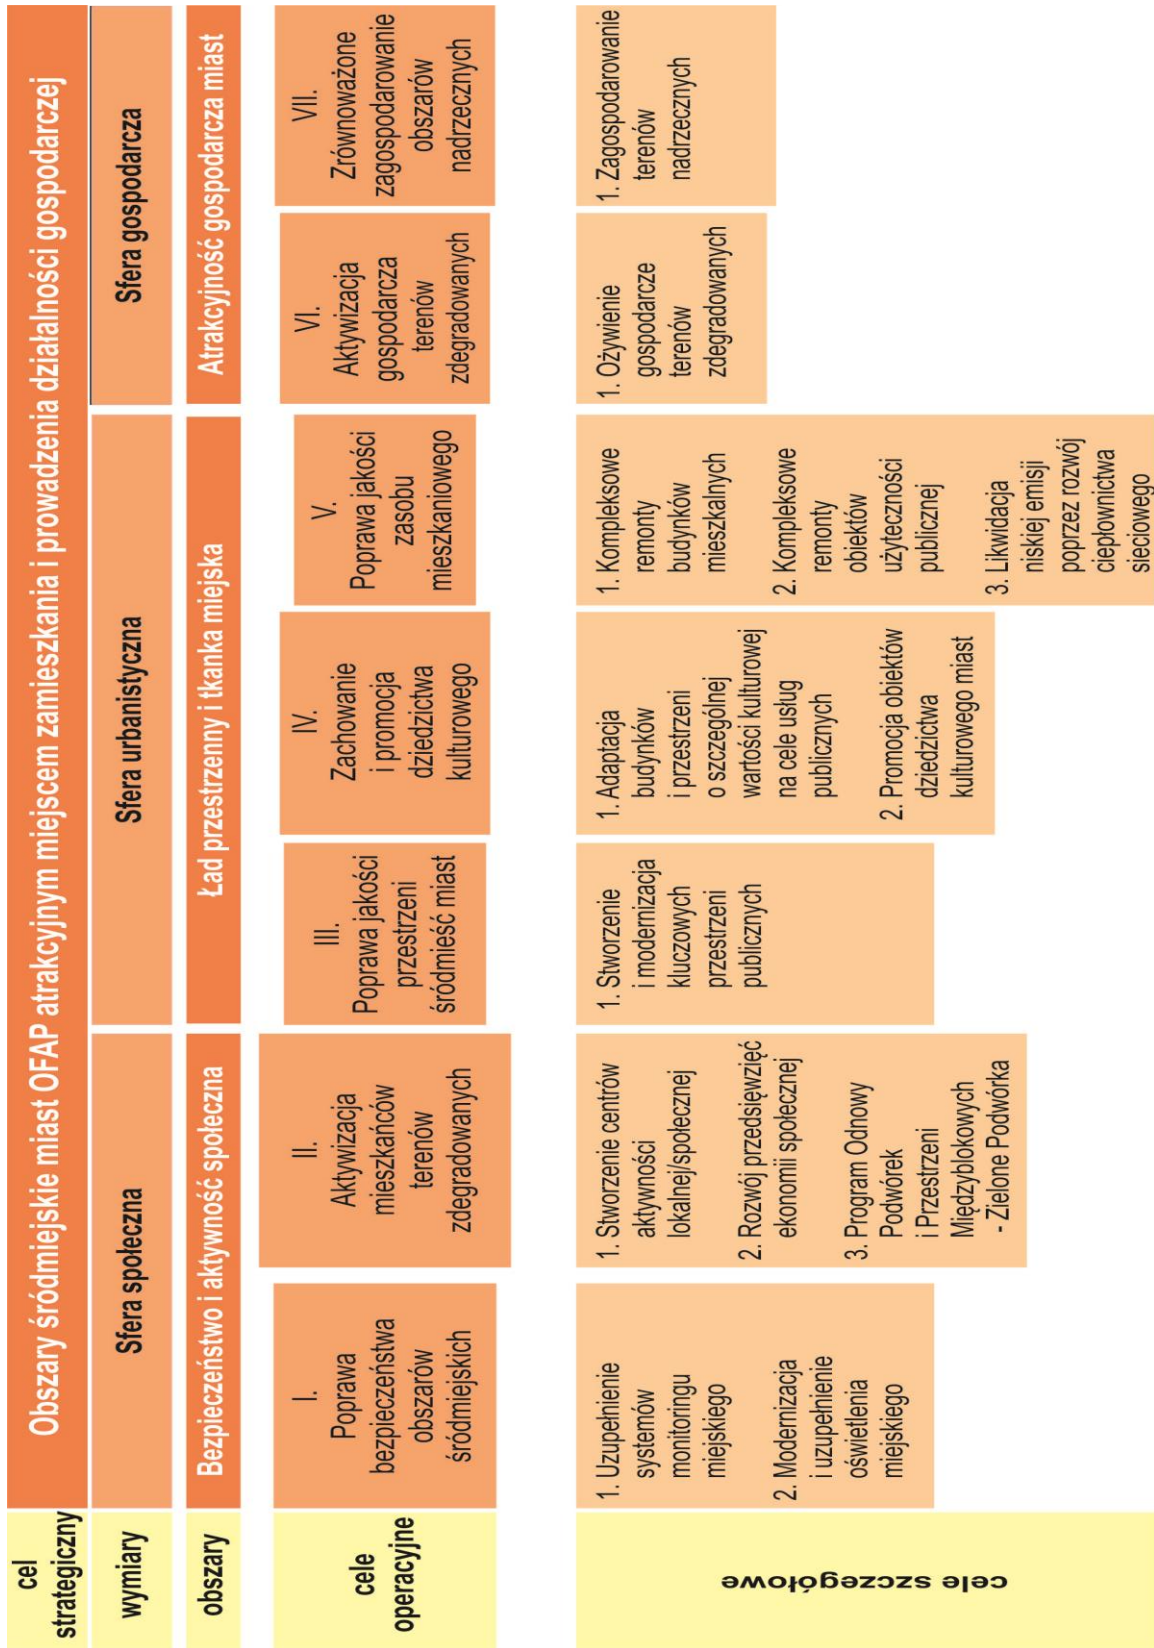 cel
strategiczny
Obszary śródmiejskie miast OFAP atrakcyjnym miejscem zamieszkania i prowadzenia działalności gospodarczej
wymiary
Sfera społeczna
Sfera urbanistyczna
Sfera gospodarcza
obszary
Bezpieczeństwo i aktywność społeczna
Ład przestrzenny i tkanka miejska
Atrakcyjność gospodarcza miast
cele
operacyjne
I.
Poprawa
bezpieczeństwa
obszarów
śródmiejskich
II.
Aktywizacja
mieszkańców
terenów
zdegradowanych
III.
Poprawa jakości
przestrzeni
śródmieść miast
IV.
Zachowanie
i promocja
dziedzictwa
kulturowego
V.
Poprawa jakości
zasobu
mieszkaniowego
VI.
Aktywizacja
gospodarcza
terenów
zdegradowanych
VII.
Zrównoważone
zagospodarowanie
obszarów
nadrzecznych
cele szczegółowe
1. Uzupełnienie
systemów
monitoringu
miejskiego
2. Modernizacja
i uzupełnienie
oświetlenia
miejskiego
1. Stworzenie centrów
aktywności
lokalnej/społecznej
2. Rozwój przedsięwzięć
ekonomii społecznej
3. Program Odnowy
Podwórek
i Przestrzeni
Międzyblokowych
- Zielone Podwórka
1. Stworzenie
i modernizacja
kluczowych
przestrzeni
publicznych
1. Adaptacja
budynków
i przestrzeni
o szczególnej
wartości kulturowej
na cele usług
publicznych
2. Promocja obiektów
dziedzictwa
kulturowego miast
1. Kompleksowe
remonty
budynków
mieszkalnych
2. Kompleksowe
remonty
obiektów
użyteczności
publicznej
3. Likwidacja
niskiej emisji
poprzez rozwój
ciepłownictwa
sieciowego
1. Ożywienie
gospodarcze
terenów
zdegradowanych
1. Zagospodarowanie
terenów
nadrzecznych